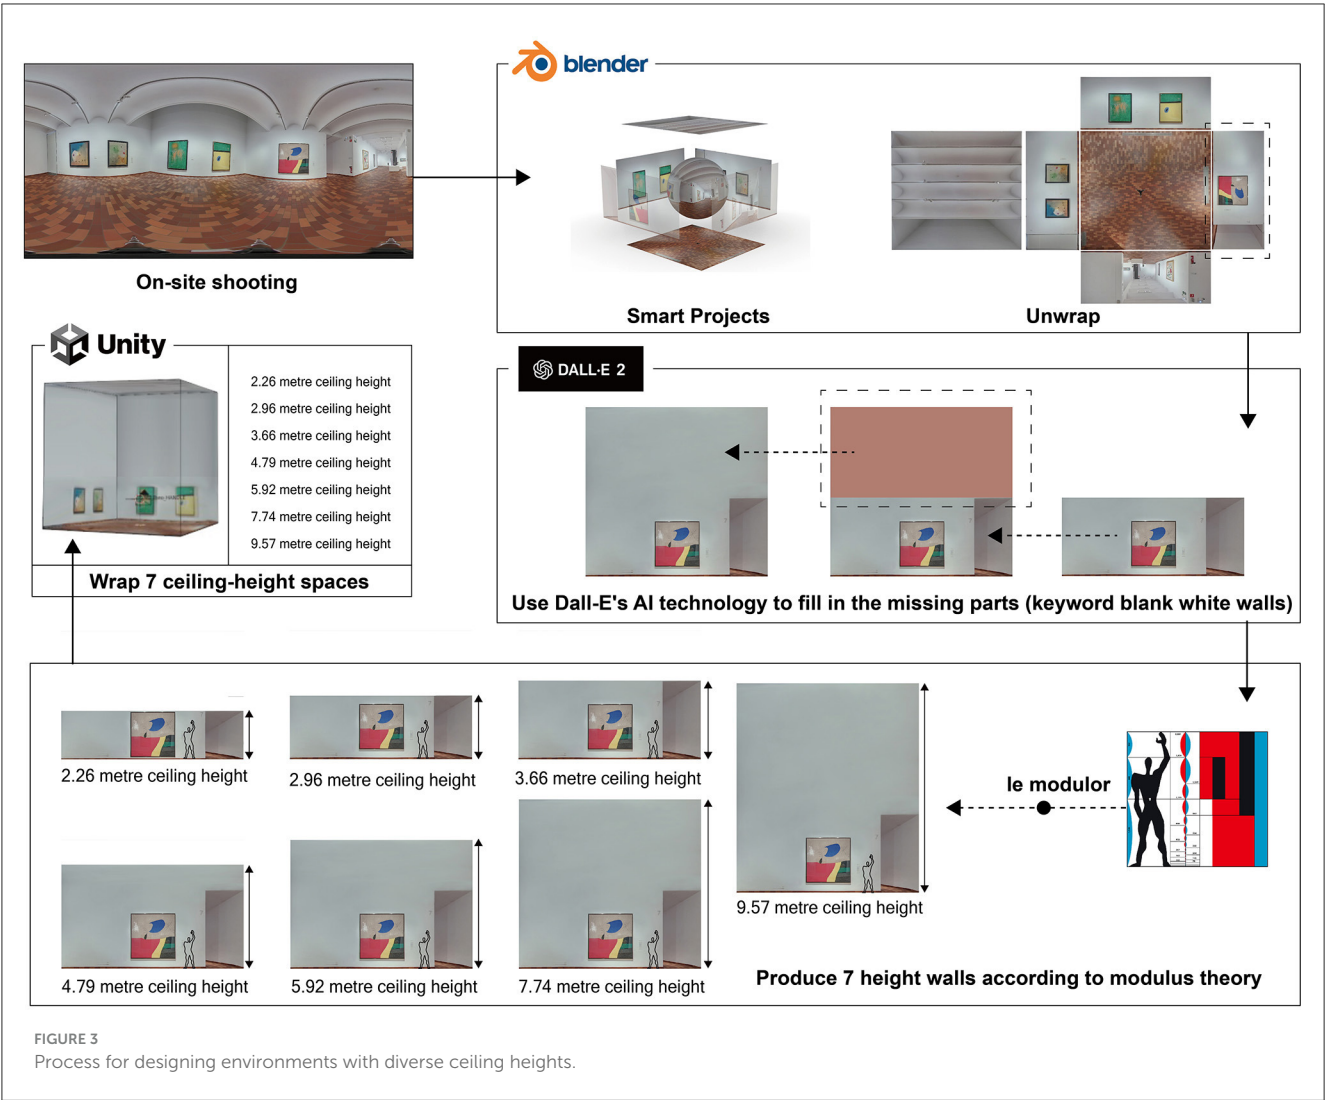 blender
On-site shooting
Smart Projects
Unwrap
Unity
2.26 metre ceiling height
2.96 metre ceiling height
3.66 metre ceiling height
4.79 metre ceiling height
5.92 metre ceiling height
7.74 metre ceiling height
9.57 metre ceiling height
Wrap 7 ceiling-height spaces
DALL·E 2
Use Dall-E's AI technology to fill in the missing parts (keyword blank white walls)
2.26 metre ceiling height
2.96 metre ceiling height
3.66 metre ceiling height
4.79 metre ceiling height
5.92 metre ceiling height
7.74 metre ceiling height
9.57 metre ceiling height
le modulor
Produce 7 height walls according to modulus theory
FIGURE 3
Process for designing environments with diverse ceiling heights.